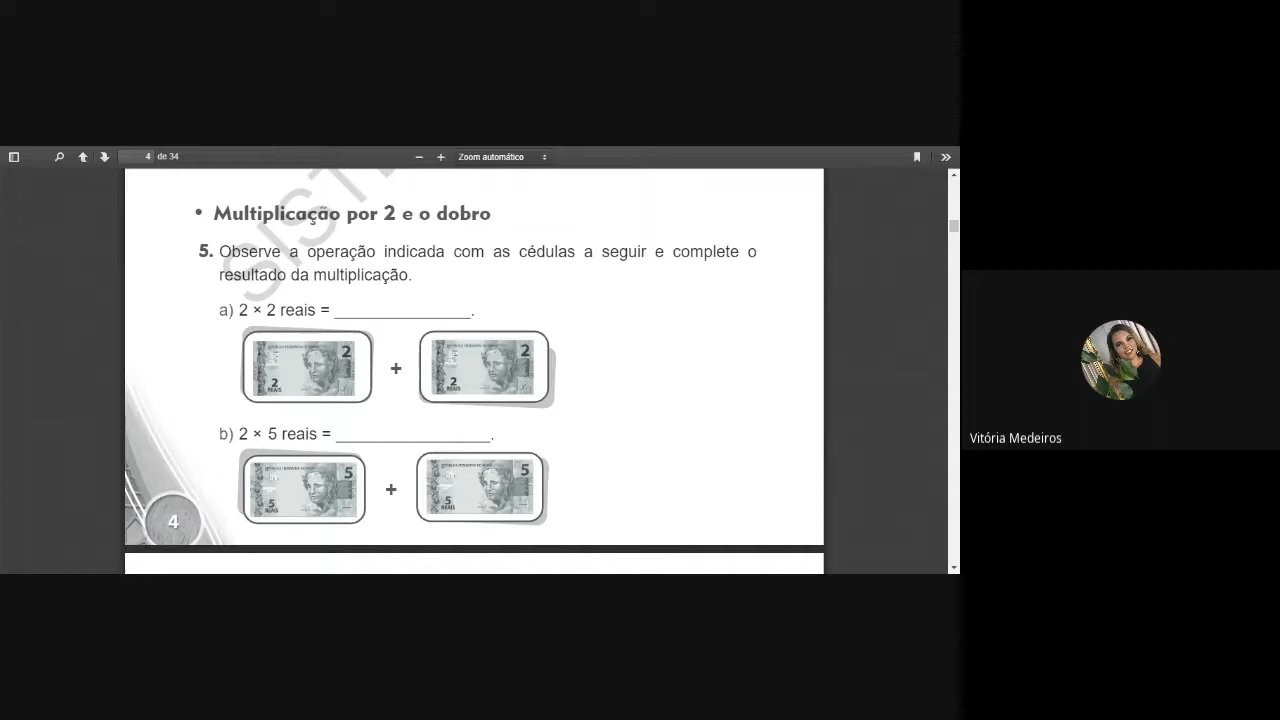 4 de 34
Zoom automático
SISTE
• Multiplicação por 2 e o dobro
5. Observe a operação indicada com as cédulas a seguir e complete o
resultado da multiplicação.
a) 2 × 2 reais = ________________.
2
2
REAIS
+
2
2
REAIS
b) 2 × 5 reais = _________________.
5
5
REAIS
+
5
5
REAIS
4
Vitória Medeiros